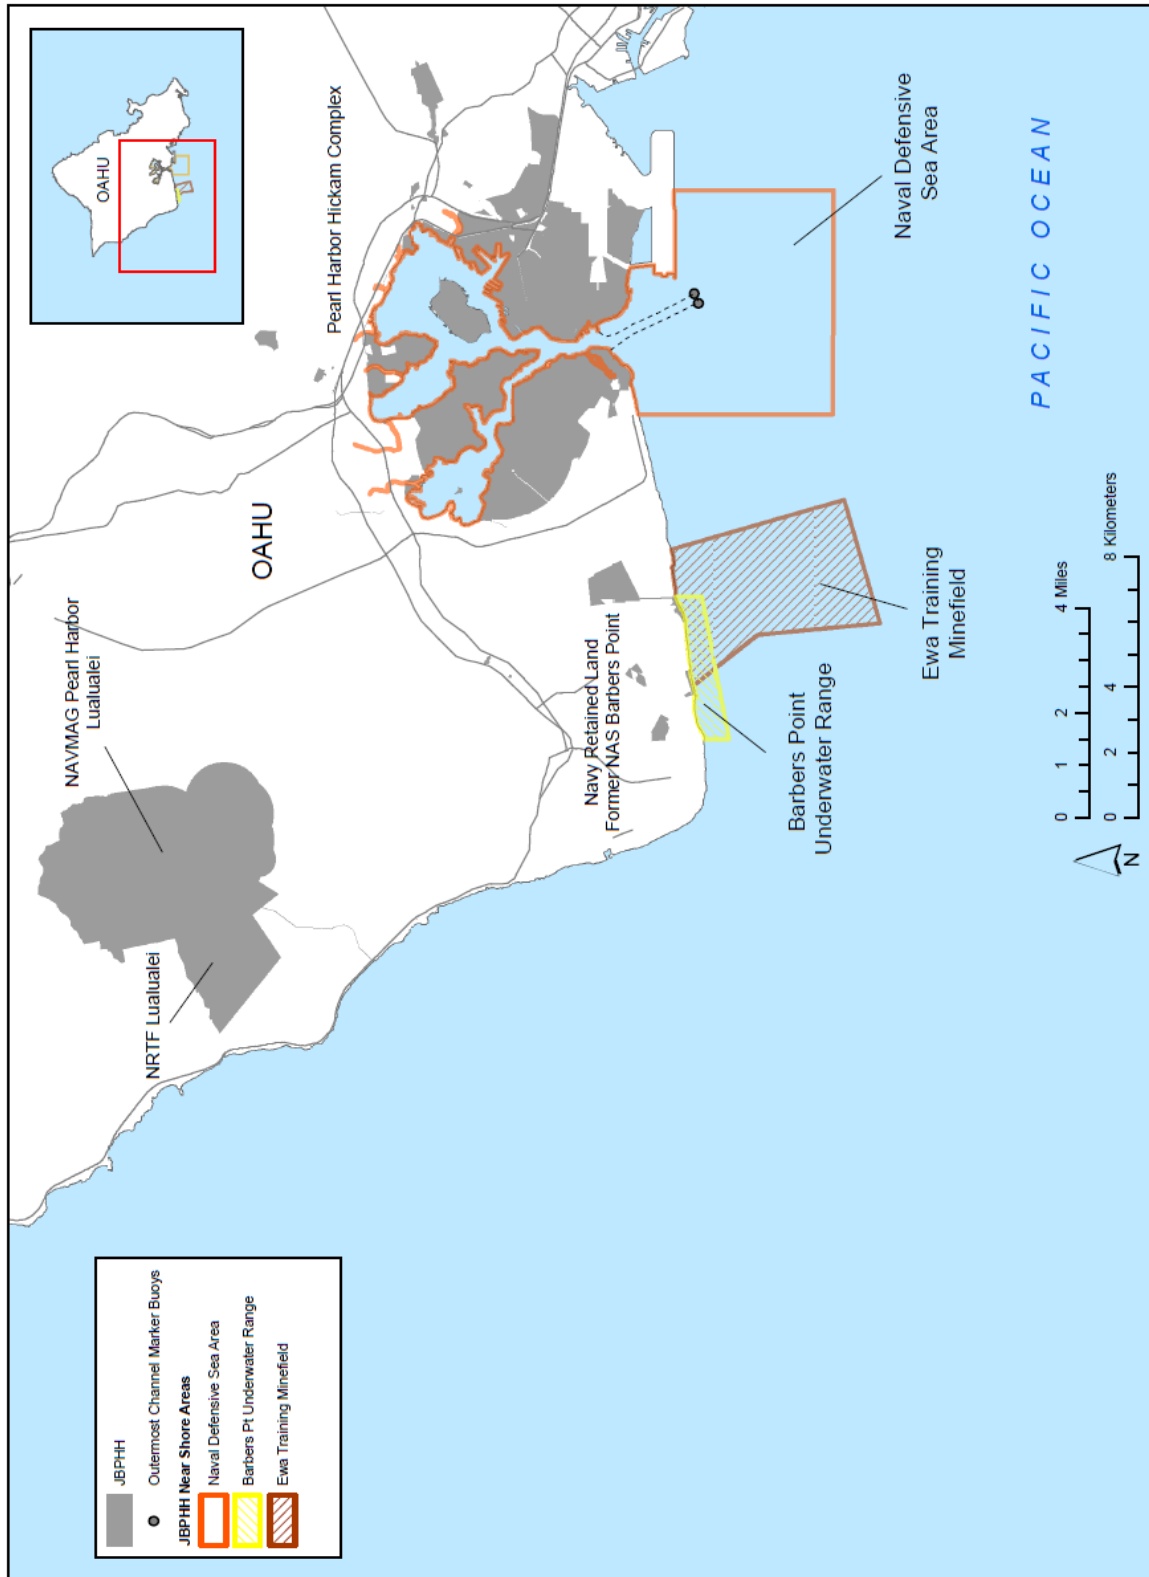 JBPHH
Outermost Channel Marker Buoys
JBPHH Near Shore Areas
Naval Defensive Sea Area
Barbers Pt Underwater Range
Ewa Training Minefield
NRTF Lualualei
NAVMAG Pearl Harbor
Lualualei
OAHU
Pearl Harbor Hickam Complex
OAHU
Navy Retained Land
Former NAS Barbers Point
Barbers Point
Underwater Range
Ewa Training
Minefield
Naval Defensive
Sea Area
PACIFIC OCEAN
N
0 1 2 4 Miles
0 2 4 8 Kilometers